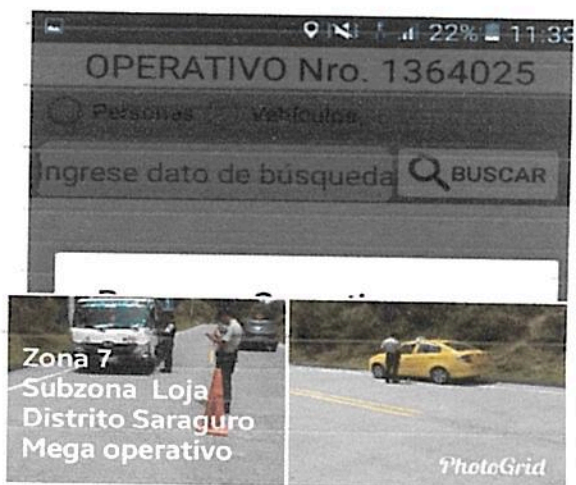 22% 11:33
OPERATIVO Nro. 1364025
Personas Vehículos
Ingrese dato de búsqueda BUSCAR
Zona 7
Subzona Loja
Distrito Saraguro
Mega operativo
PhotoGrid